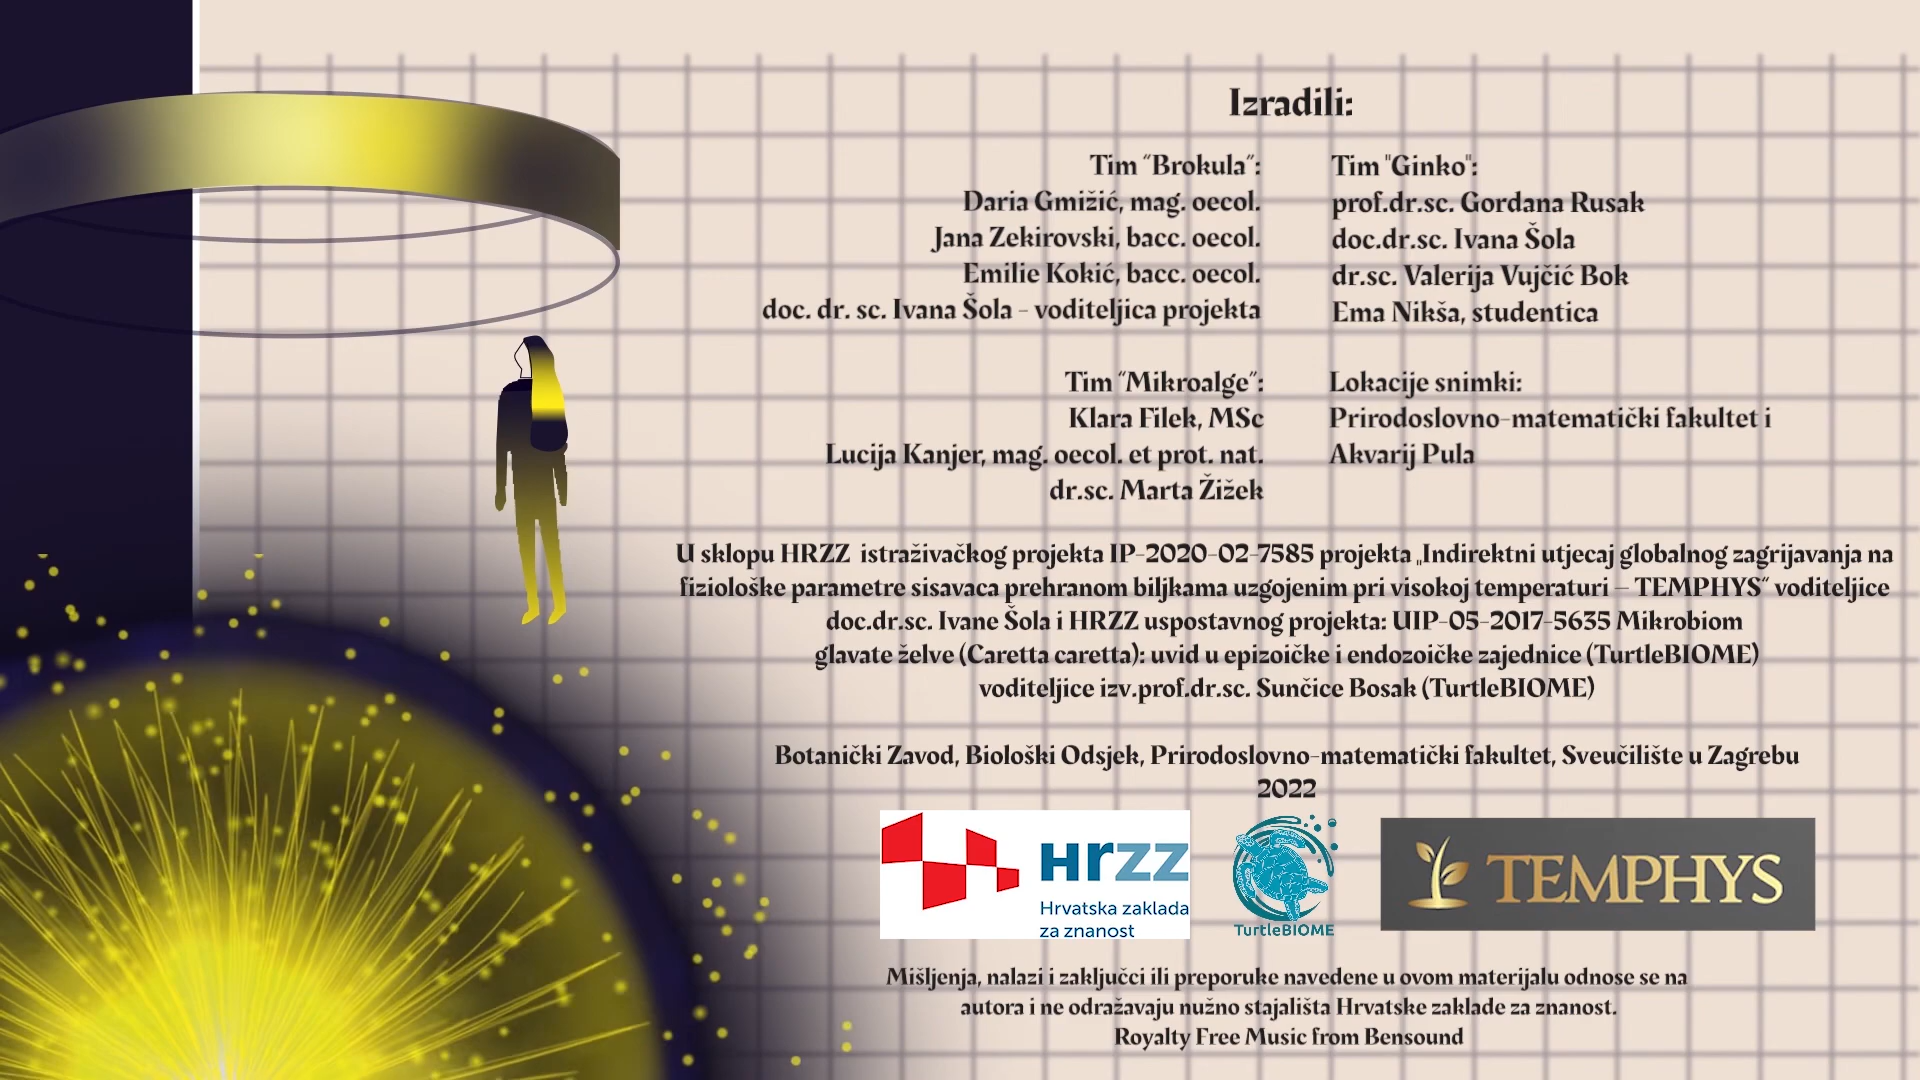 Izradili:
Tim "Brokula":
Daria Gmižić, mag. oecol.
Jana Zekirovski, bacc. oecol.
Emilie Kokić, bacc. oecol.
doc. dr. sc. Ivana Šola - voditeljica projekta
Tim "Ginko":
prof.dr.sc. Gordana Rusak
doc.dr.sc. Ivana Šola
dr.sc. Valerija Vujčić Bok
Ema Nikša, studentica
Tim "Mikroalge":
Klara Filek, MSc
Lucija Kanjer, mag. oecol. et prot. nat.
dr.sc. Marta Žižek
Lokacije snimki:
Prirodoslovno-matematički fakultet i
Akvarij Pula
U sklopu HRZZ istraživačkog projekta IP-2020-02-7585 projekta „Indirektni utjecaj globalnog zagrijavanja na
fiziološke parametre sisavaca prehranom biljkama uzgojenim pri visokoj temperaturi – TEMPHYS" voditeljice
doc.dr.sc. Ivane Šola i HRZZ uspostavnog projekta: UIP-05-2017-5635 Mikrobiom
glavate želve (Caretta caretta): uvid u epizoičke i endozoičke zajednice (TurtleBIOME)
voditeljice izv.prof.dr.sc. Sunčice Bosak (TurtleBIOME)
Botanički Zavod, Biološki Odsjek, Prirodoslovno-matematički fakultet, Sveučilište u Zagrebu
2022
Hrzz
Hrvatska zaklada
za znanost
TurtleBIOME
TEMPHYS
Mišljenja, nalazi i zaključci ili preporuke navedene u ovom materijalu odnose se na
autora i ne odražavaju nužno stajališta Hrvatske zaklade za znanost.
Royalty Free Music from Bensound